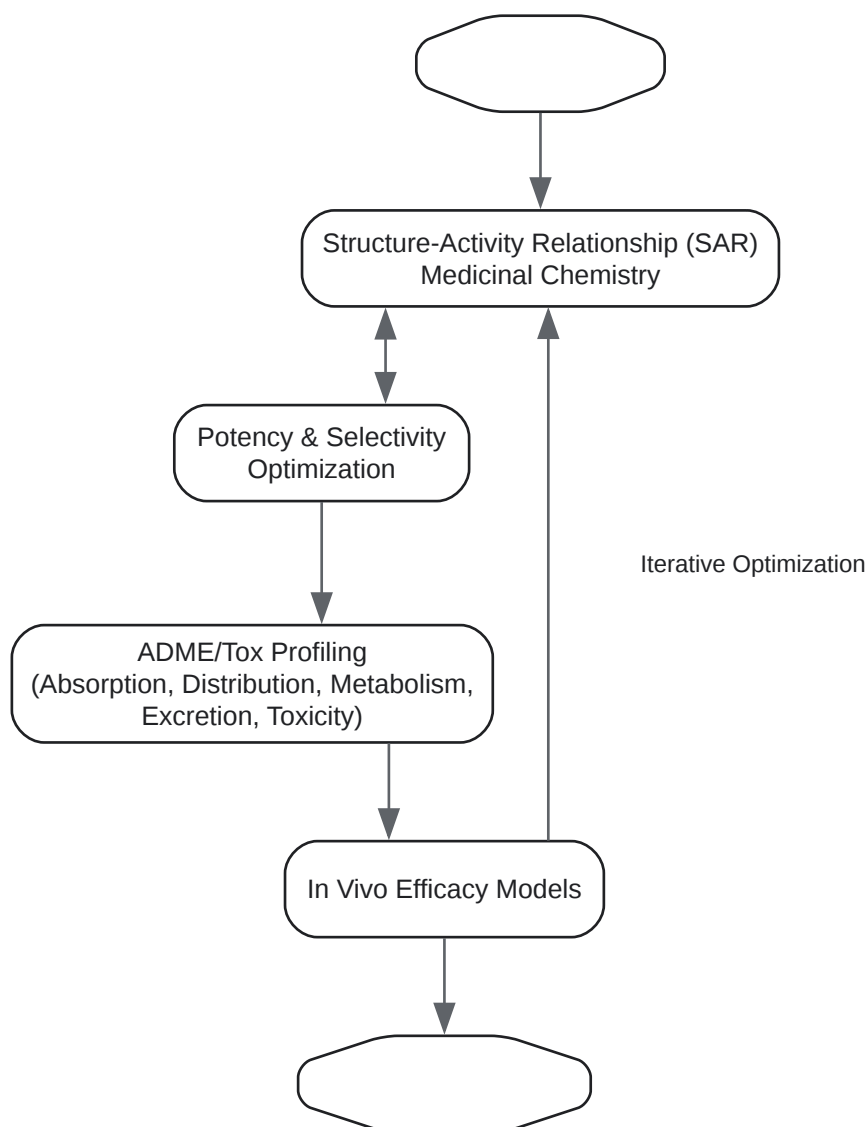 Structure-Activity Relationship (SAR)
Medicinal Chemistry
Potency & Selectivity
Optimization
Iterative Optimization
ADME/Tox Profiling
(Absorption, Distribution, Metabolism,
Excretion, Toxicity)
In Vivo Efficacy Models